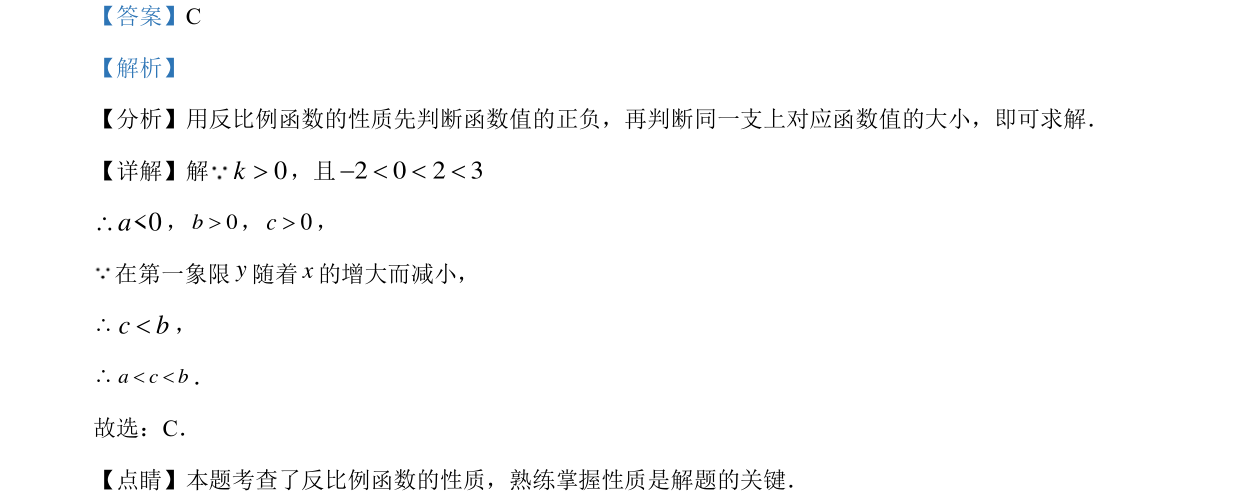 【答案】C
【解析】
【分析】用反比例函数的性质先判断函数值的正负，再判断同一支上对应函数值的大小，即可求解．
【详解】解∵k > 0，且 −2 < 0 < 2 < 3
∴a<0，b > 0，c > 0，
∵在第一象限 y 随着 x 的增大而减小，
∴ c < b，
∴ a < c < b．
故选：C．
【点睛】本题考查了反比例函数的性质，熟练掌握性质是解题的关键．